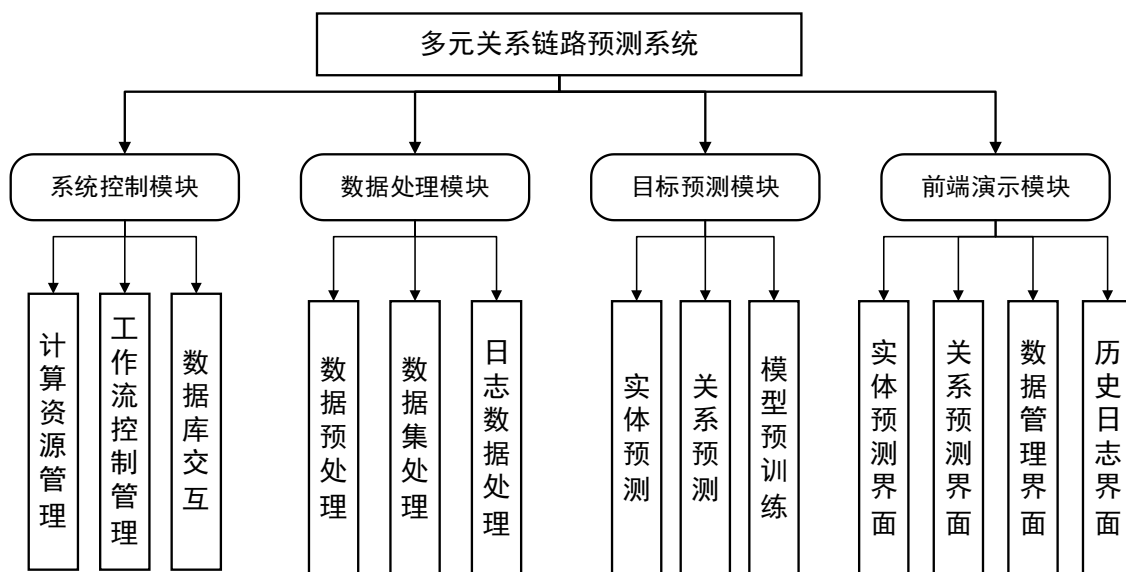 多元关系链路预测系统
系统控制模块
数据处理模块
目标预测模块
前端演示模块
计算资源管理
工作流控制管理
数据库交互
数据预处理
数据集处理
日志数据处理
实体预测
关系预测
模型预训练
实体预测界面
关系预测界面
数据管理界面
历史日志界面